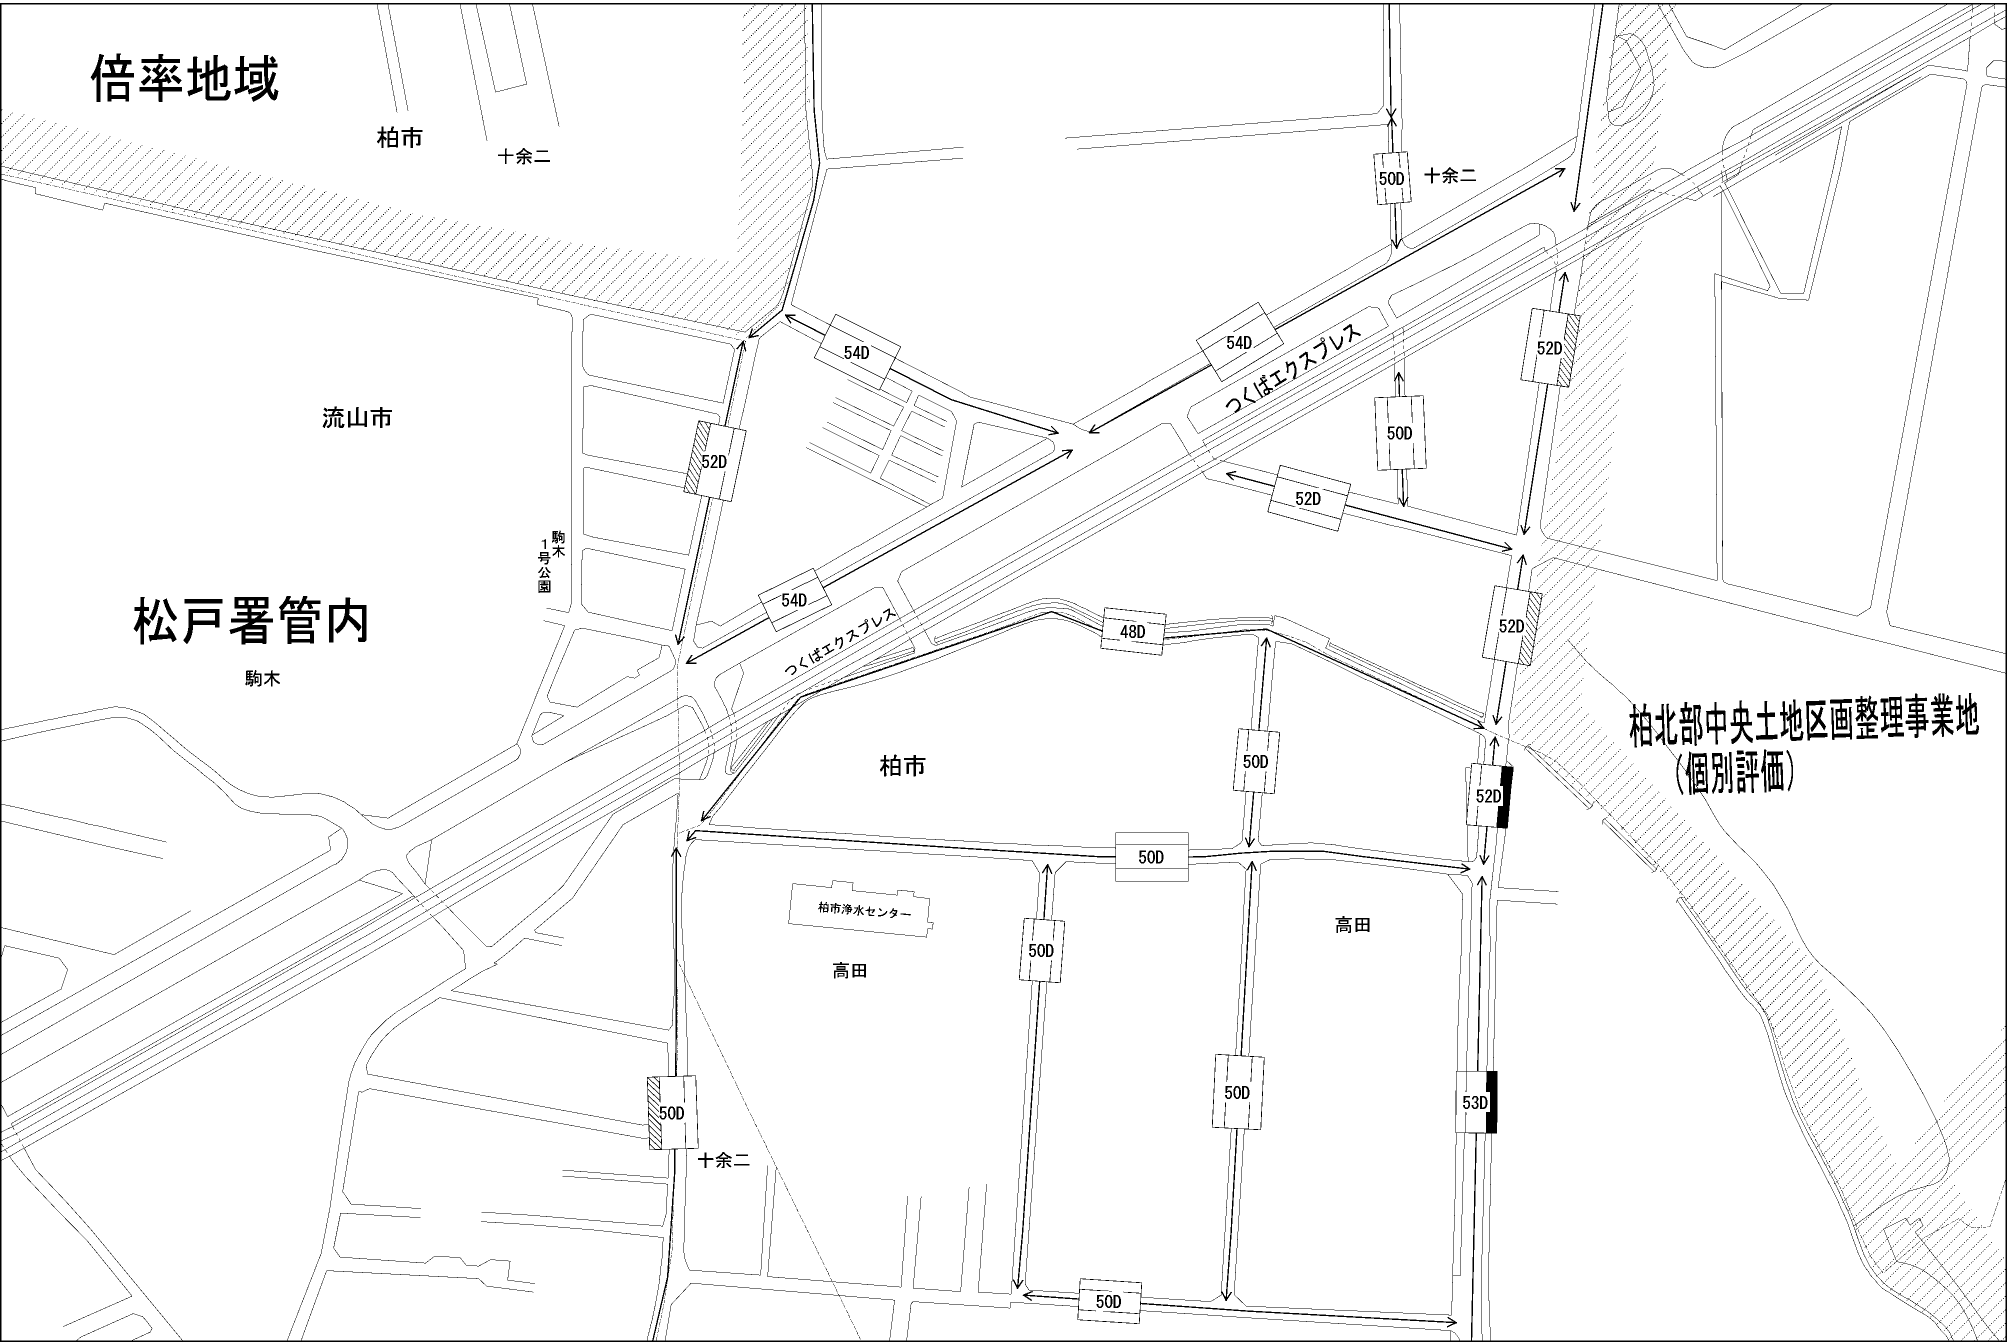 倍率地域
柏市
十余二
50D
十余二
54D
54D
つくばエクスプレス
52D
流山市
52D
50D
52D
駒木
1号公園
54D
つくばエクスプレス
48D
52D
松戸署管内
駒木
柏北部中央土地区画整理事業地
(個別評価)
柏市
50D
52D
50D
柏市浄水センター
高田
高田
50D
50D
50D
53D
十余二
50D